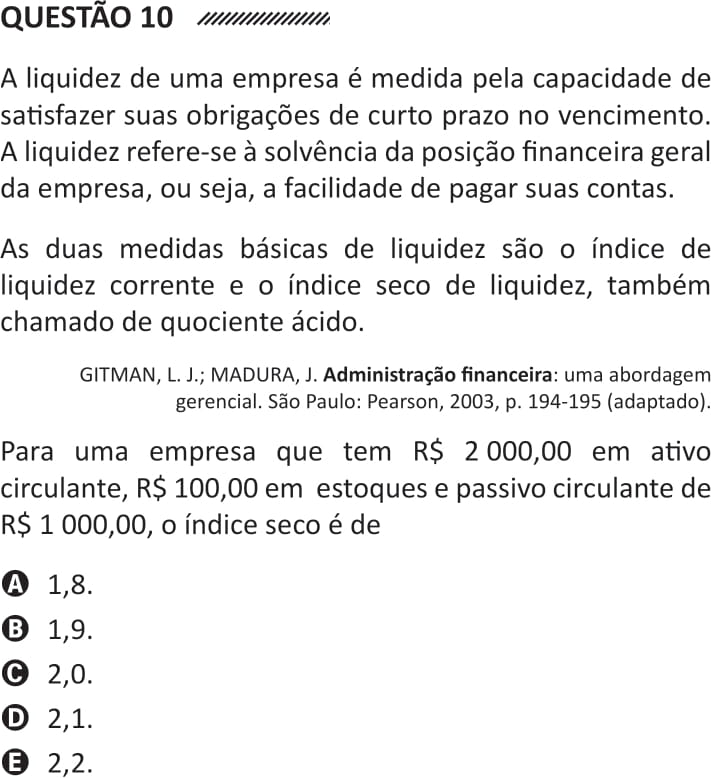 QUESTÃO 10
A liquidez de uma empresa é medida pela capacidade de
satisfazer suas obrigações de curto prazo no vencimento.
A liquidez refere-se à solvência da posição financeira geral
da empresa, ou seja, a facilidade de pagar suas contas.
As duas medidas básicas de liquidez são o índice de
liquidez corrente e o índice seco de liquidez, também
chamado de quociente ácido.
GITMAN, L. J.; MADURA, J. Administração financeira: uma abordagem
gerencial. São Paulo: Pearson, 2003, p. 194-195 (adaptado).
Para uma empresa que tem R$ 2 000,00 em ativo
circulante, R$ 100,00 em estoques e passivo circulante de
R$ 1 000,00, o índice seco é de
A 1,8.
B 1,9.
C 2,0.
D 2,1.
E 2,2.